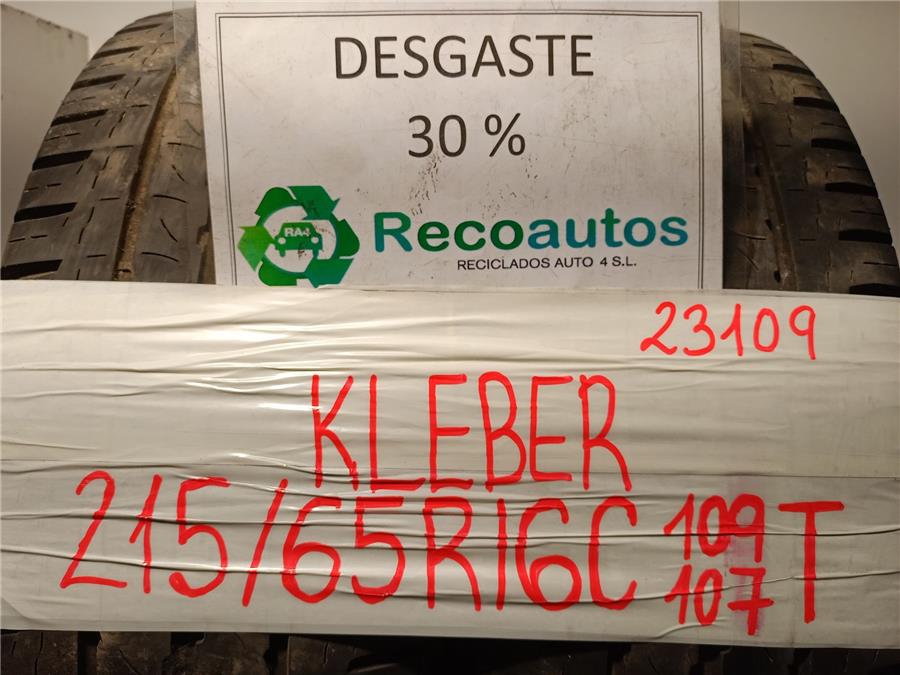 DESGASTE
30 %
RA4
Recoautos
RECICLADOS AUTO 4 S.L.
23109
KLEBER
215/65R16C 109/107 T